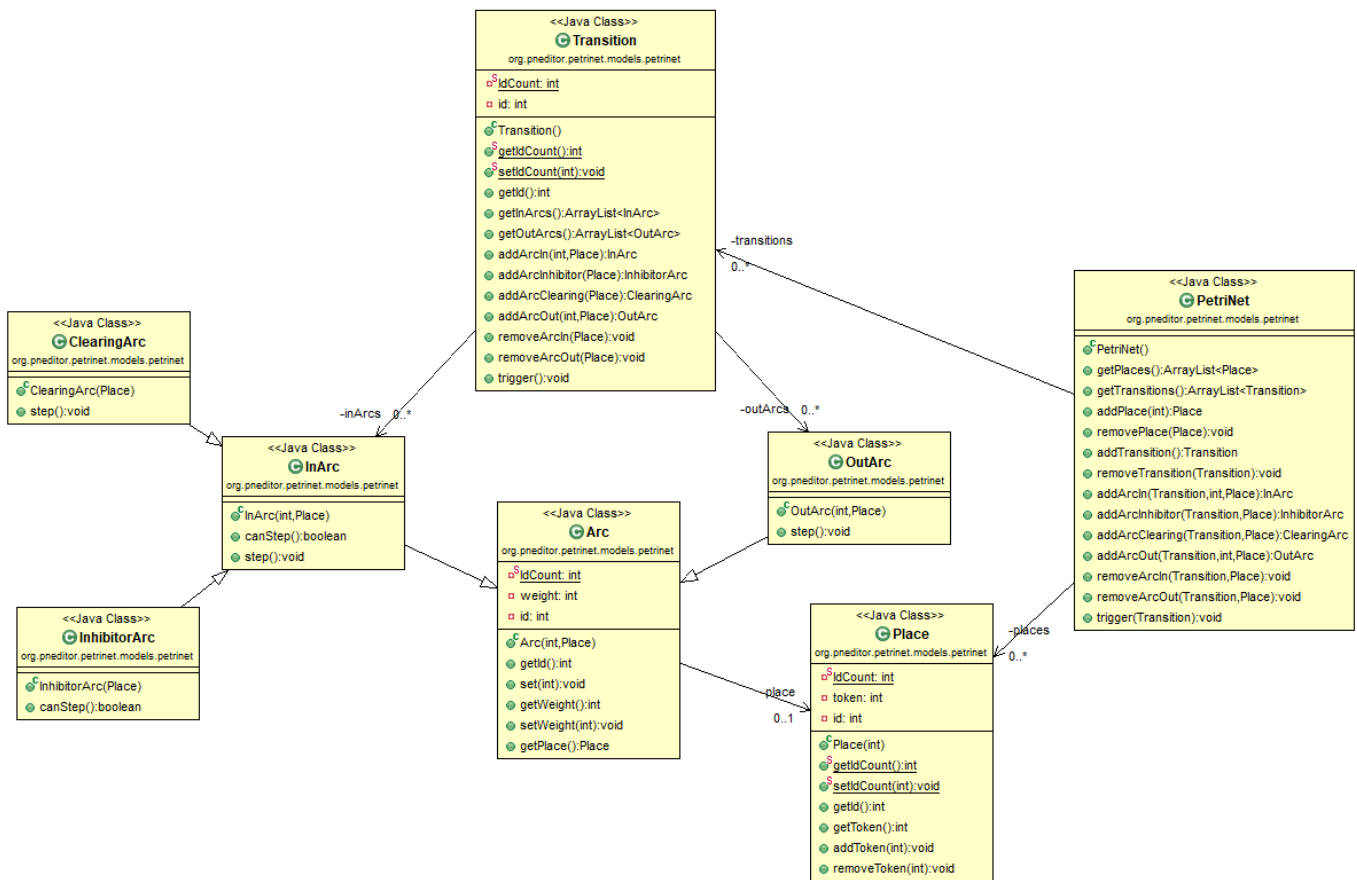 <<Java Class>>
Transition
org.pneditor.petrinet.models.petrinet
IdCount: int
id: int
Transition()
getIdCount():int
setIdCount(int):void
getId():int
getInArcs():ArrayList<InArc>
getOutArcs():ArrayList<OutArc>
addArcIn(int,Place):InArc
addArcInhibitor(Place):InhibitorArc
addArcClearing(Place):ClearingArc
addArcOut(int,Place):OutArc
removeArcIn(Place):void
removeArcOut(Place):void
trigger():void
-transitions
0..*
<<Java Class>>
PetriNet
org.pneditor.petrinet.models.petrinet
PetriNet()
getPlaces():ArrayList<Place>
getTransitions():ArrayList<Transition>
addPlace(int):Place
removePlace(Place):void
addTransition():Transition
removeTransition(Transition):void
addArcIn(Transition,int,Place):InArc
addArcInhibitor(Transition,Place):InhibitorArc
addArcClearing(Transition,Place):ClearingArc
addArcOut(Transition,int,Place):OutArc
removeArcIn(Transition,Place):void
removeArcOut(Transition,Place):void
trigger(Transition):void
<<Java Class>>
ClearingArc
org.pneditor.petrinet.models.petrinet
ClearingArc(Place)
step():void
-inArcs 0..*
-outArcs 0..*
<<Java Class>>
InArc
org.pneditor.petrinet.models.petrinet
InArc(int,Place)
canStep():boolean
step():void
<<Java Class>>
OutArc
org.pneditor.petrinet.models.petrinet
OutArc(int,Place)
step():void
<<Java Class>>
Arc
org.pneditor.petrinet.models.petrinet
IdCount: int
weight: int
id: int
Arc(int,Place)
getId():int
set(int):void
getWeight():int
setWeight(int):void
getPlace():Place
<<Java Class>>
InhibitorArc
org.pneditor.petrinet.models.petrinet
InhibitorArc(Place)
canStep():boolean
place
0..1
-places
0..*
<<Java Class>>
Place
org.pneditor.petrinet.models.petrinet
IdCount: int
token: int
id: int
Place(int)
getIdCount():int
setIdCount(int):void
getId():int
getToken():int
addToken(int):void
removeToken(int):void